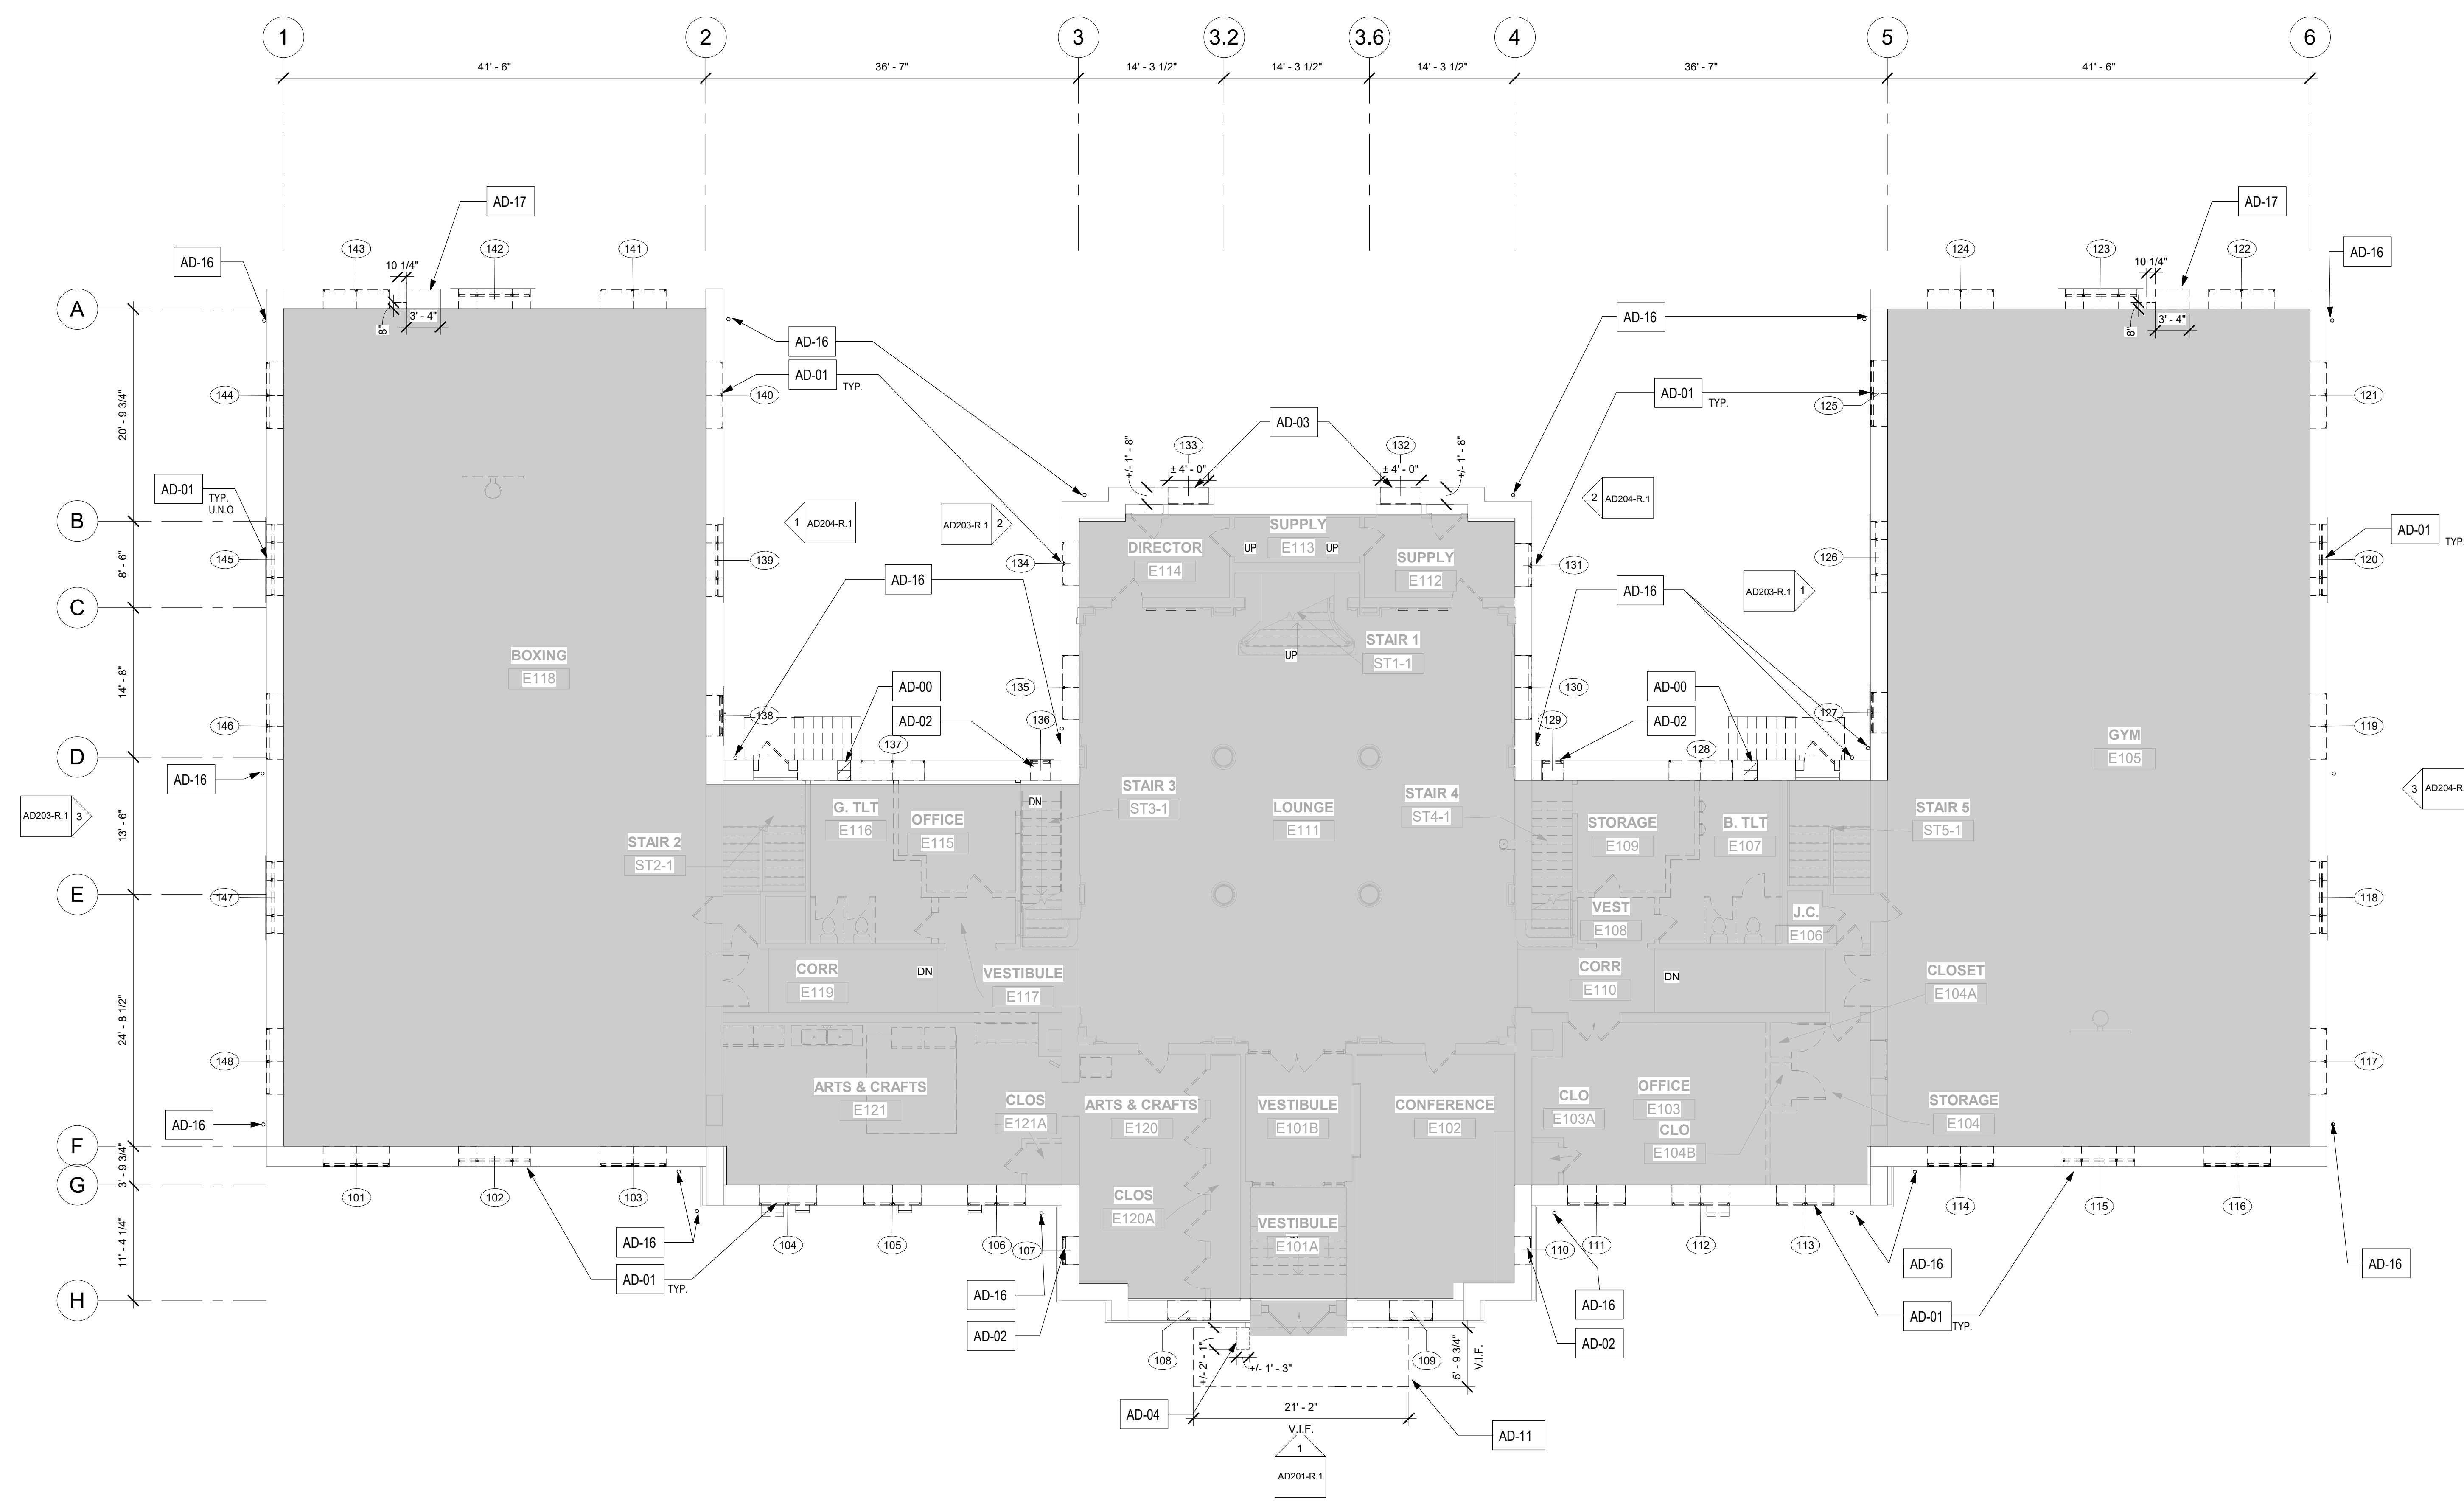 1 2 3 3.2 3.6 4 5 6
41' - 6" 36' - 7" 14' - 3 1/2" 14' - 3 1/2" 14' - 3 1/2" 36' - 7" 41' - 6"
AD-17 AD-17
143 142 141 124 123 122
AD-16 AD-16
10 1/4" 10 1/4"
A
3' - 4" 3' - 4"
8" 8"
AD-16 AD-16
AD-01 TYP.
AD-01 TYP.
144 140 125 121
20' - 9 3/4"
AD-03
133 132
+/- 1' - 8" +/- 1' - 8"
± 4' - 0" ± 4' - 0"
AD-01
TYP.
U.N.O
B
1 AD204-R.1
AD203-R.1 2
2 AD204-R.1
AD-01
TYP.
SUPPLY
E113
UP UP
DIRECTOR
E114
SUPPLY
E112
145 139 134 131 126 120
8' - 6"
AD-16 AD-16
AD203-R.1 1
C
STAIR 1
ST1-1
UP
BOXING
E118
14' - 8"
AD-00 AD-00
135 130
AD-02 AD-02
146 138 136 129 127 119
137 128
GYM
E105
D
AD-16
STAIR 3
ST3-1
DN
AD203-R.1 3
3 AD204-R.
13' - 6"
G. TLT
E116
OFFICE
E115
LOUNGE
E111
STAIR 4
ST4-1
STORAGE
E109
B. TLT
E107
STAIR 5
ST5-1
STAIR 2
ST2-1
E
147 118
VEST
E108
J.C.
E106
CORR
E119
DN
VESTIBULE
E117
CORR
E110
DN
CLOSET
E104A
24' - 8 1/2"
148 117
ARTS & CRAFTS
E121
CLOS
E121A
ARTS & CRAFTS
E120
VESTIBULE
E101B
CONFERENCE
E102
CLO
E103A
OFFICE
E103
CLO
E104B
STORAGE
E104
AD-16
F
3' - 9 3/4"
G
101 102 103 114 115 116
CLOS
E120A
VESTIBULE
DN
E101A
11' - 4 1/4"
AD-16
104 105 106 107 110 111 112 113
AD-01
TYP.
AD-16 AD-16 AD-16 AD-16
H
AD-01
TYP.
AD-02 AD-02
108 109
+/- 2' - 1"
+/- 1' - 3"
5' - 9 3/4"
V.I.F.
AD-04
21' - 2"
V.I.F.
AD-11
1
AD201-R.1